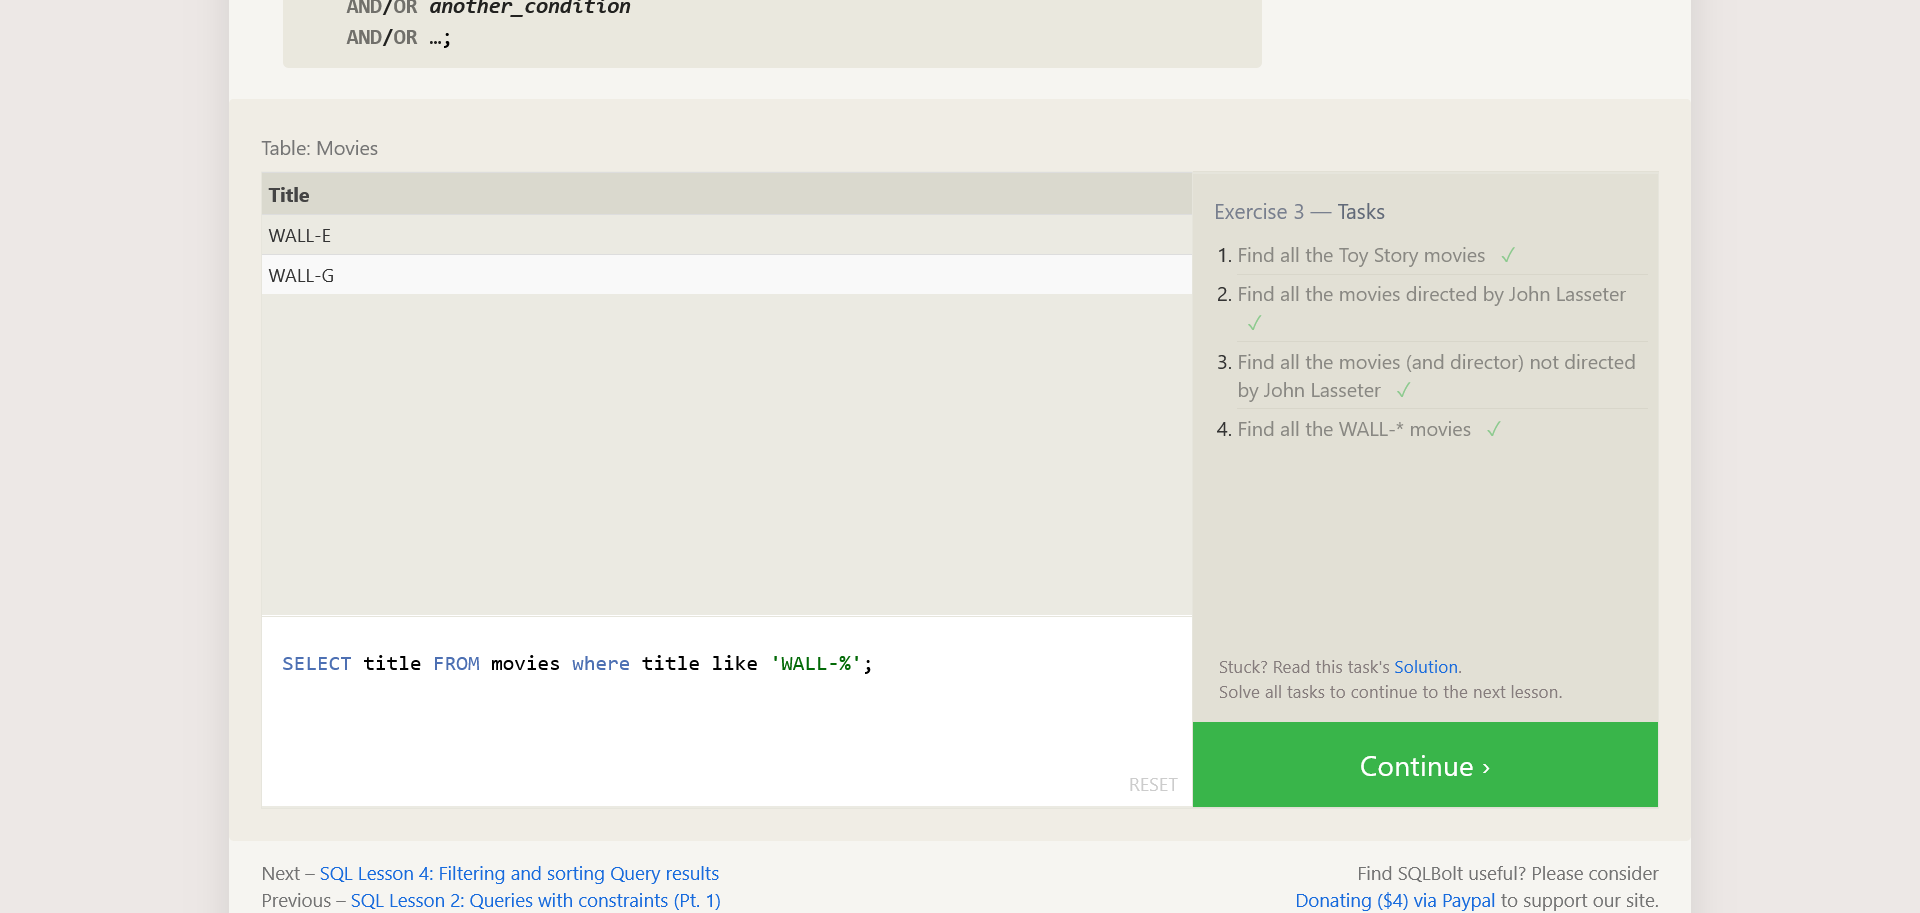 AND/OR another_condition
AND/OR …;
Table: Movies
Title
WALL-E
WALL-G
SELECT title FROM movies where title like 'WALL-%';
RESET
Exercise 3 — Tasks
1. Find all the Toy Story movies ✓
2. Find all the movies directed by John Lasseter
✓
3. Find all the movies (and director) not directed
by John Lasseter ✓
4. Find all the WALL-* movies ✓
Stuck? Read this task's Solution.
Solve all tasks to continue to the next lesson.
Continue ›
Next – SQL Lesson 4: Filtering and sorting Query results
Previous – SQL Lesson 2: Queries with constraints (Pt. 1)
Find SQLBolt useful? Please consider
Donating ($4) via Paypal to support our site.